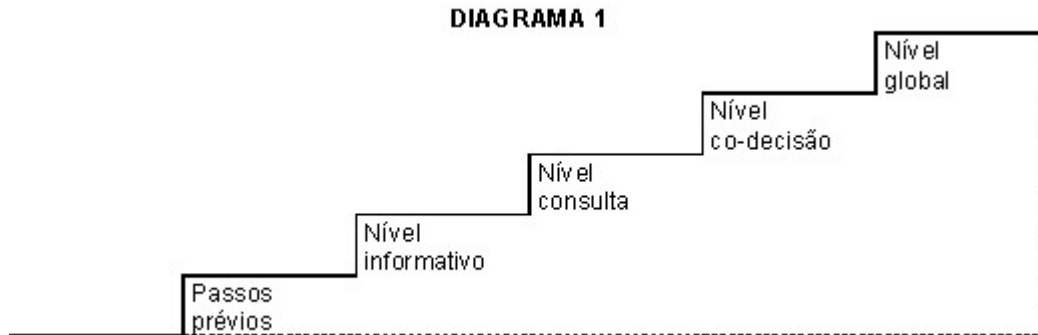 DIAGRAMA 1
Nível
global
Nível
co-decisão
Nível
consulta
Nível
informativo
Passos
prévios